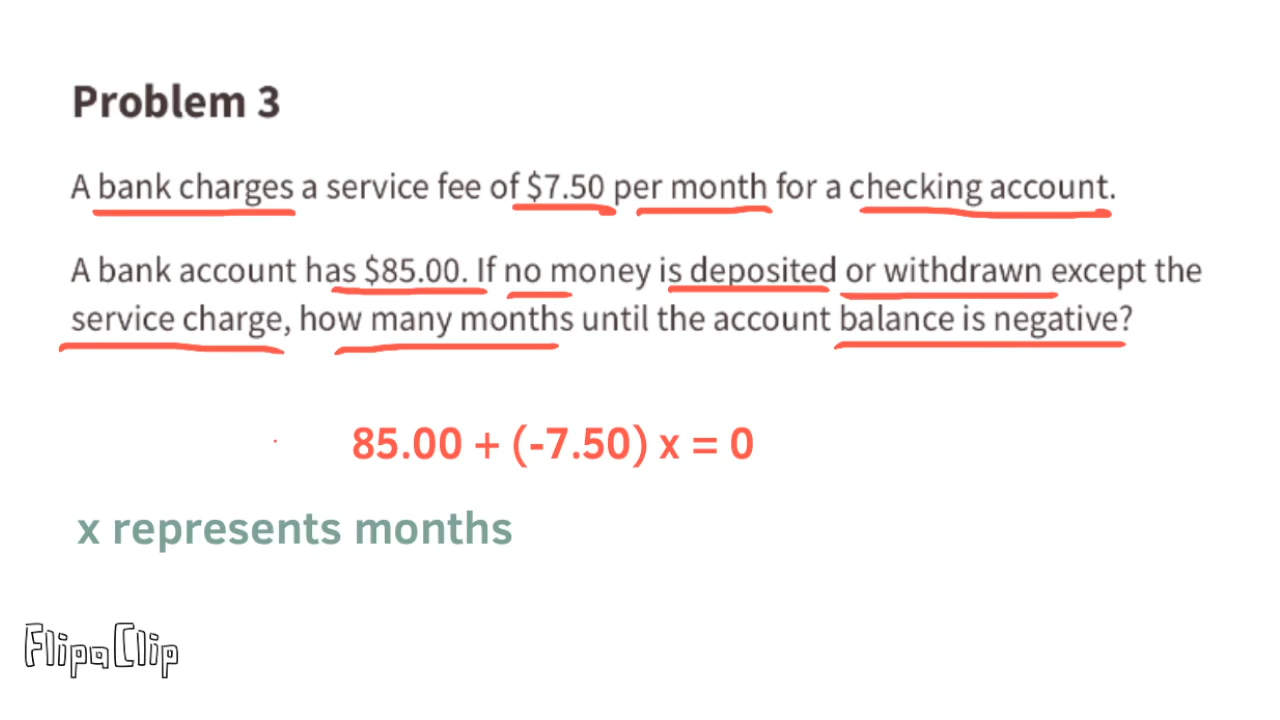 Problem 3
A bank charges a service fee of $7.50 per month for a checking account.
A bank account has $85.00. If no money is deposited or withdrawn except the
service charge, how many months until the account balance is negative?
85.00 + (-7.50) x = 0
x represents months
FlipaClip